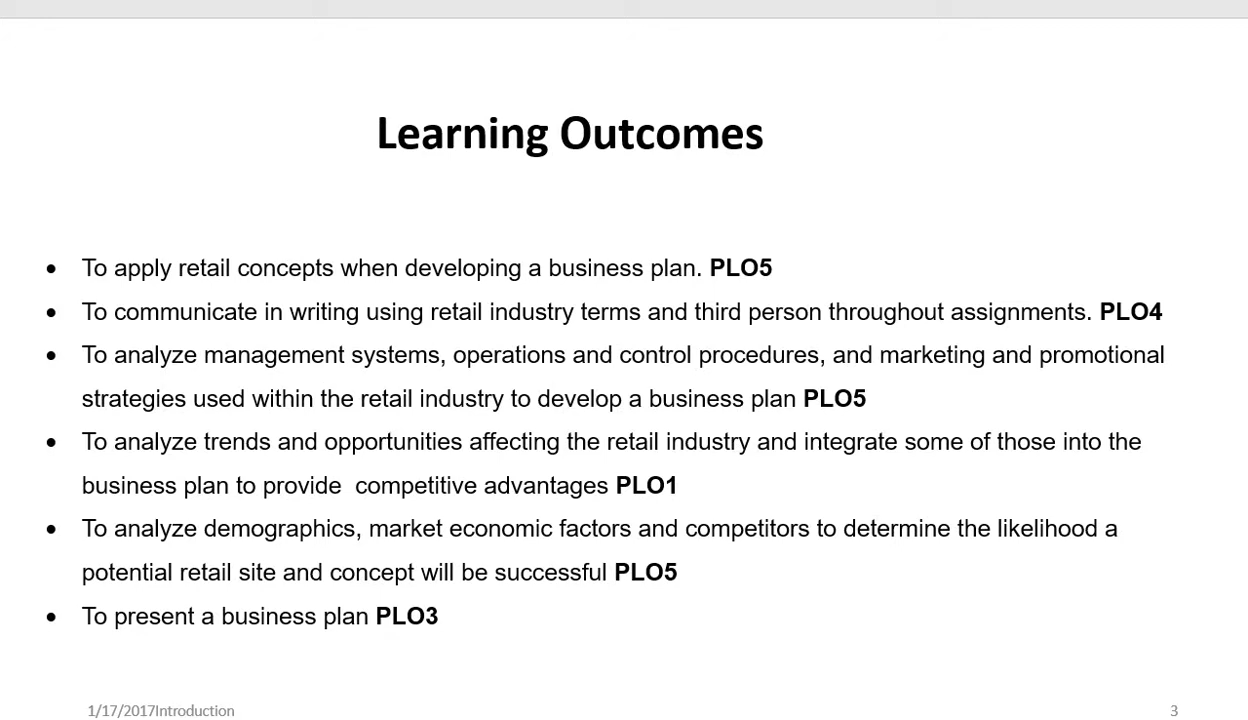 Learning Outcomes
• To apply retail concepts when developing a business plan. PLO5
• To communicate in writing using retail industry terms and third person throughout assignments. PLO4
• To analyze management systems, operations and control procedures, and marketing and promotional
strategies used within the retail industry to develop a business plan PLO5
• To analyze trends and opportunities affecting the retail industry and integrate some of those into the
business plan to provide  competitive advantages PLO1
• To analyze demographics, market economic factors and competitors to determine the likelihood a
potential retail site and concept will be successful PLO5
• To present a business plan PLO3
1/17/2017Introduction
3